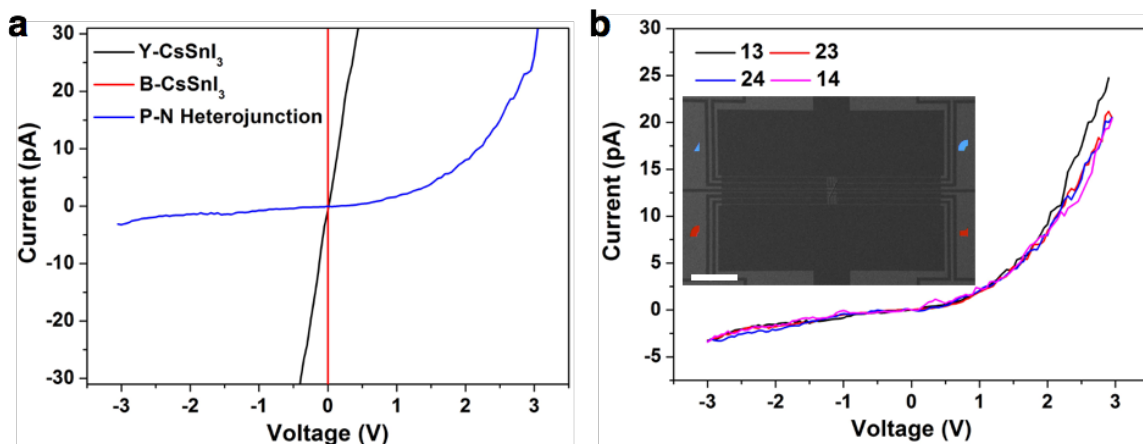 a
Y-CsSnI3
B-CsSnI3
P-N Heterojunction
Current (pA)
30
20
10
0
-10
-20
-30
-3 -2 -1 0 1 2 3
Voltage (V)
b
13 23
24 14
Current (pA)
30
25
20
15
10
5
0
-5
-3 -2 -1 0 1 2 3
Voltage (V)